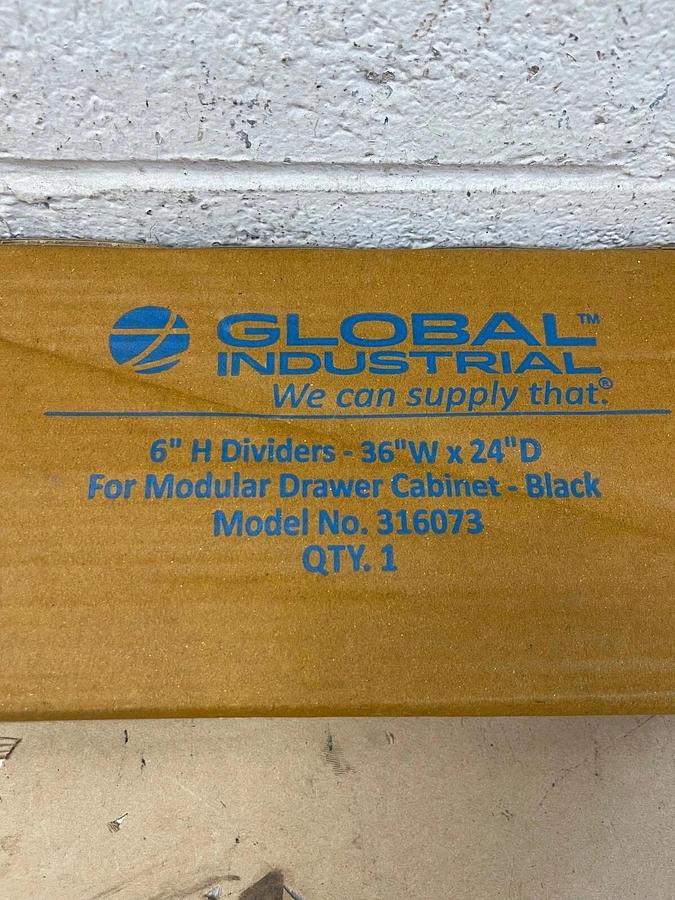 GLOBAL™
INDUSTRIAL
We can supply that.®
6" H Dividers - 36"W x 24"D
For Modular Drawer Cabinet - Black
Model No. 316073
QTY. 1